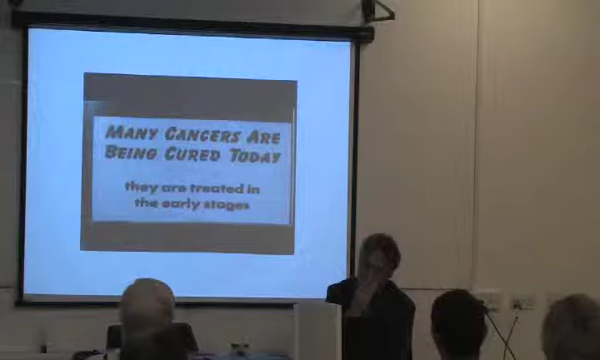 MANY CANCERS ARE
BEING CURED TODAY
they are treated in
the early stages